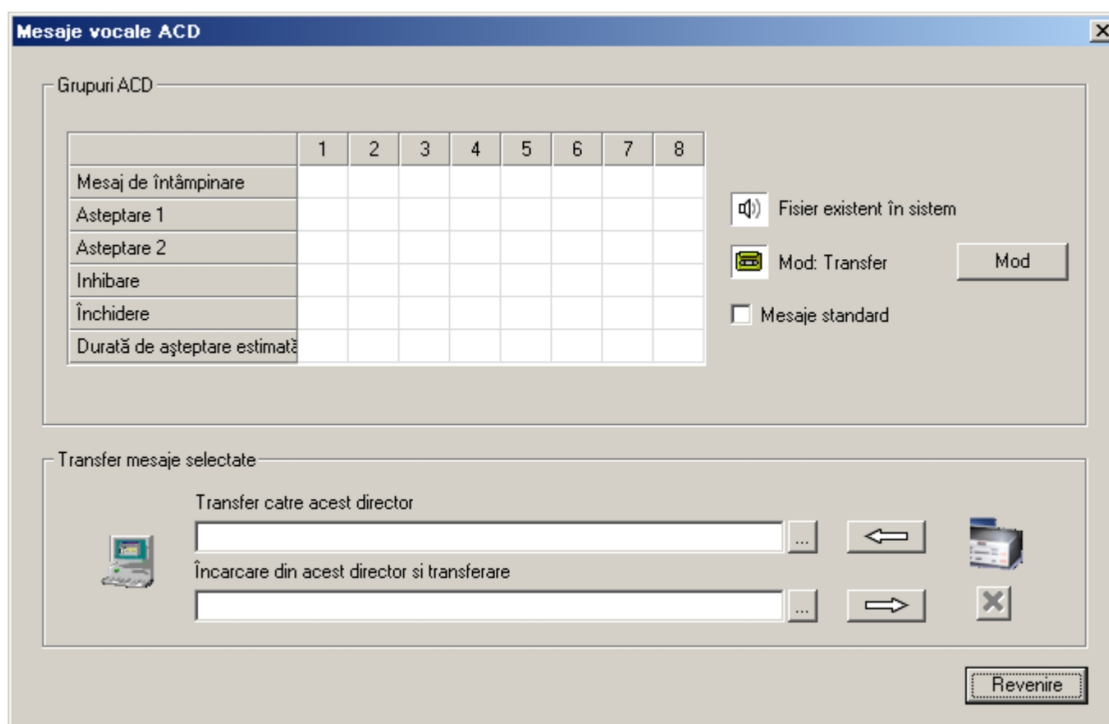 Mesaje vocale ACD
Grupuri ACD
1 2 3 4 5 6 7 8
Mesaj de întâmpinare
Asteptare 1
Asteptare 2
Inhibare
Închidere
Durată de aşteptare estimată
Fisier existent în sistem
Mod: Transfer
Mod
Mesaje standard
Transfer mesaje selectate
Transfer catre acest director
...
Încarcare din acest director si transferare
...
Revenire